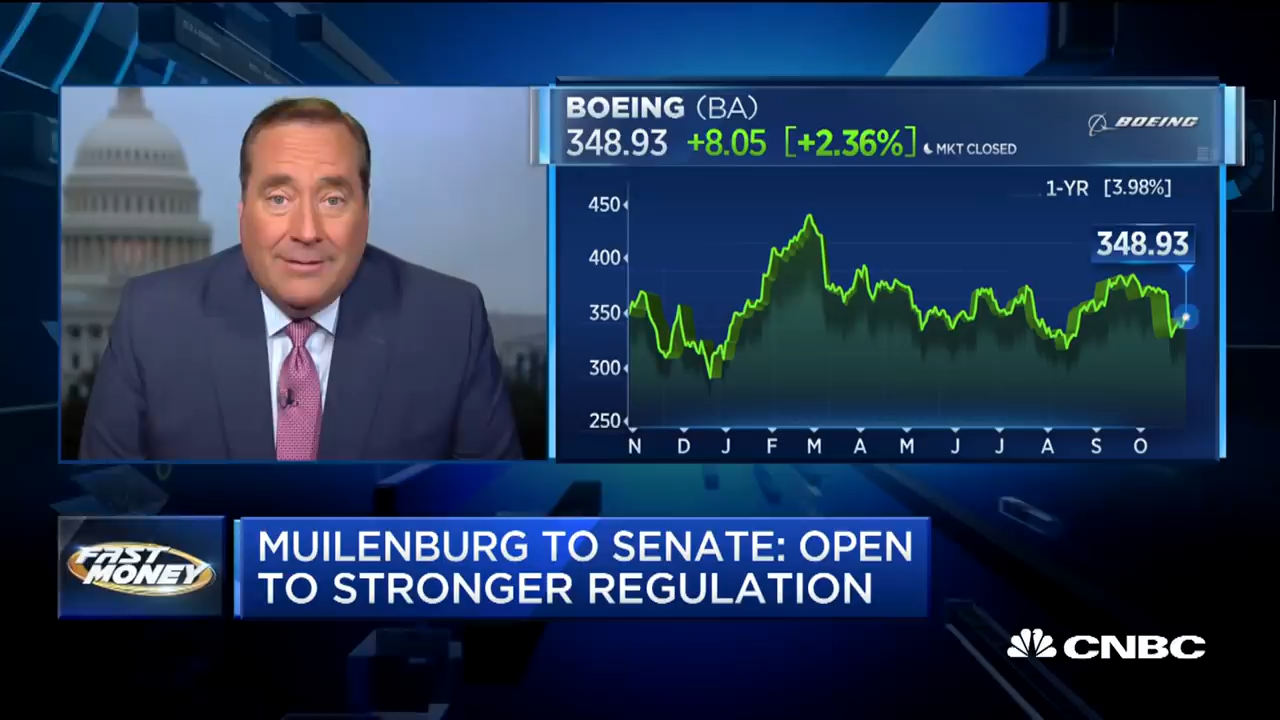 BOEING (BA)
348.93 +8.05 [+2.36%] MKT CLOSED
BOEING
1-YR [3.98%]
348.93
450
400
350
300
250
N D J F M A M J J A S O
FAST MONEY
MUILENBURG TO SENATE: OPEN
TO STRONGER REGULATION
CNBC